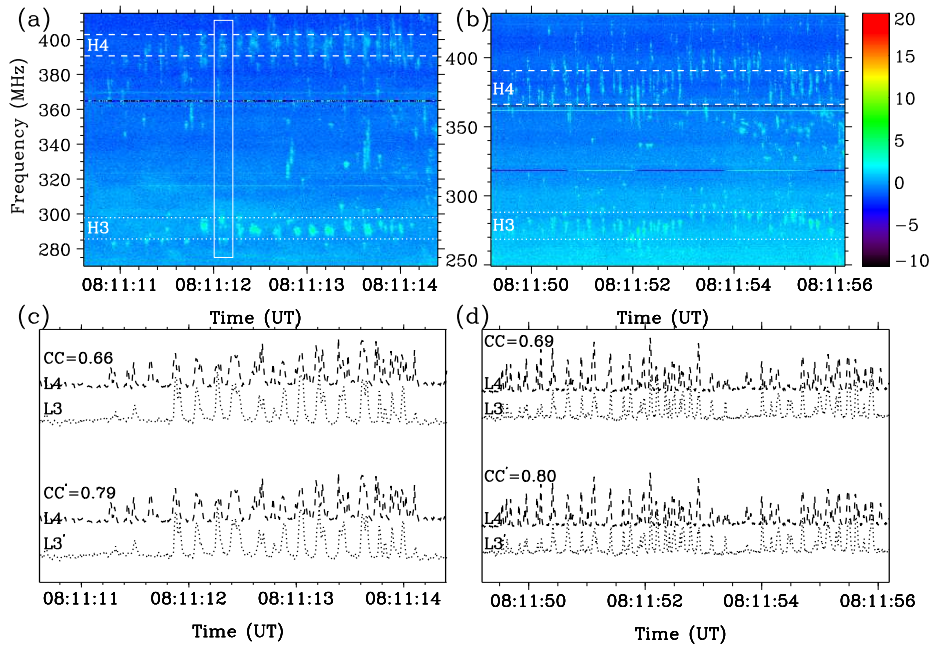 (a)
Frequency (MHz)
400
380
360
340
320
300
280
H4
H3
08:11:11 08:11:12 08:11:13 08:11:14
Time (UT)
(b)
400
350
300
250
H4
H3
08:11:50 08:11:52 08:11:54 08:11:56
Time (UT)
20
15
10
5
0
−5
−10
(c)
CC=0.66
L4
L3
CC'=0.79
L4
L3'
08:11:11 08:11:12 08:11:13 08:11:14
Time (UT)
(d)
CC=0.69
L4
L3
CC'=0.80
L4
L3'
08:11:50 08:11:52 08:11:54 08:11:56
Time (UT)